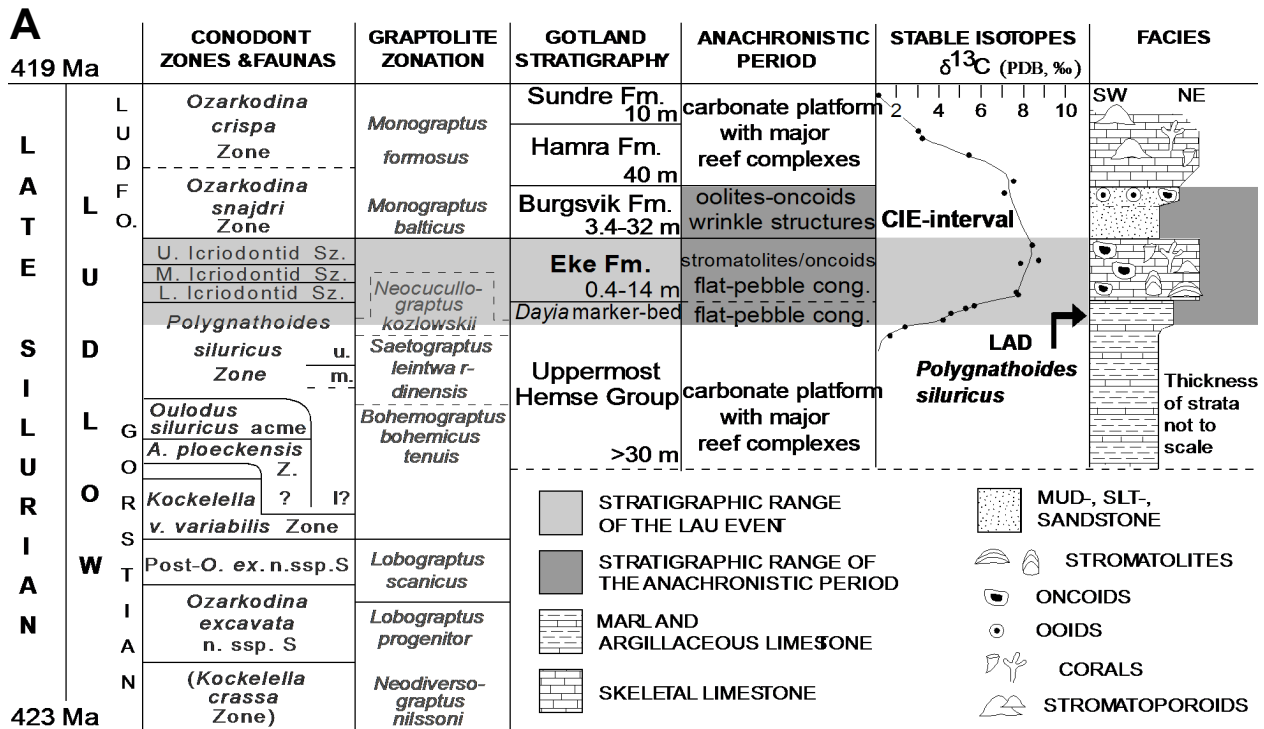 A
419 Ma
CONODONT
ZONES &FAUNAS
GRAPTOLITE
ZONATION
GOTLAND
STRATIGRAPHY
ANACHRONISTIC
PERIOD
STABLE ISOTOPES
δ13C (PDB, ‰)
FACIES
LATE SILURIAN
LUDLOW
LUDFO.
GORSTIAN
423 Ma
Ozarkodina
crispa
Zone
Ozarkodina
snajdri
Zone
U. Icriodontid Sz.
M. Icriodontid Sz.
L. Icriodontid Sz.
Polygnathoides
siluricus
Zone
u.
m.
Oulodus
siluricus acme
A. ploeckensis
Z.
Kockelella
?
l?
v. variabilis Zone
Post-O. ex. n.ssp.S
Ozarkodina
excavata
n. ssp. S
(Kockelella
crassa
Zone)
Monograptus
formosus
Monograptus
balticus
Neocucullo-
graptus
kozlowskii
Saetograptus
leintwa r-
dinensis
Bohemograptus
bohemicus
tenuis
Lobograptus
scanicus
Lobograptus
progenitor
Neodiverso-
graptus
nilssoni
Sundre Fm.
10 m
Hamra Fm.
40 m
Burgsvik Fm.
3.4–32 m
Eke Fm.
0.4–14 m
Dayia marker-bed
Uppermost
Hemse Group
>30 m
carbonate platform
with major
reef complexes
oolites-oncoids
wrinkle structures
stromatolites/oncoids
flat-pebble cong.
flat-pebble cong.
carbonate platform
with major
reef complexes
2 4 6 8 10
CIE-interval
LAD
Polygnathoides
siluricus
SW NE
Thickness
of strata
not to
scale
STRATIGRAPHIC RANGE
OF THE LAU EVENT
STRATIGRAPHIC RANGE OF
THE ANACHRONISTIC PERIOD
MARL AND
ARGILLACEOUS LIMESTONE
SKELETAL LIMESTONE
MUD-, SLT-,
SANDSTONE
STROMATOLITES
ONCOIDS
OOIDS
CORALS
STROMATOPOROIDS